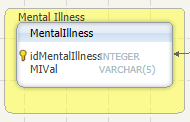 Mental Illness
MentalIllness
idMentalIllness INTEGER
MIVal VARCHAR(5)